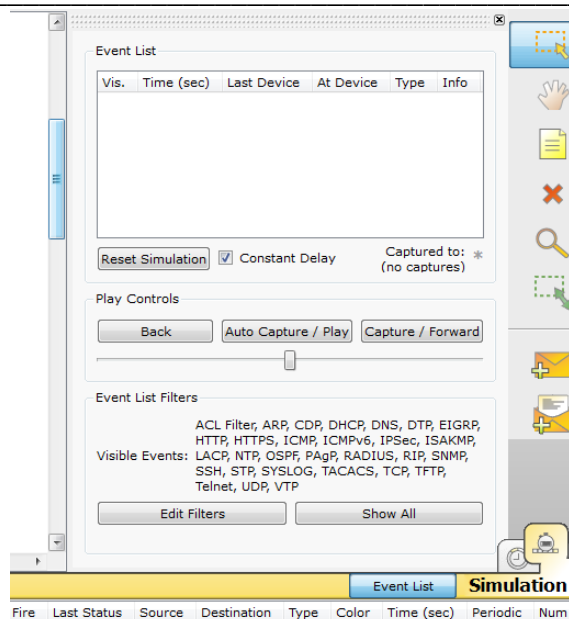 Event List
Vis. Time (sec) Last Device At Device Type Info
Reset Simulation Constant Delay Captured to: *
(no captures)
Play Controls
Back Auto Capture / Play Capture / Forward
Event List Filters
ACL Filter, ARP, CDP, DHCP, DNS, DTP, EIGRP,
HTTP, HTTPS, ICMP, ICMPv6, IPSec, ISAKMP,
Visible Events: LACP, NTP, OSPF, PAgP, RADIUS, RIP, SNMP,
SSH, STP, SYSLOG, TACACS, TCP, TFTP,
Telnet, UDP, VTP
Edit Filters Show All
Event List Simulation
Fire Last Status Source Destination Type Color Time (sec) Periodic Num